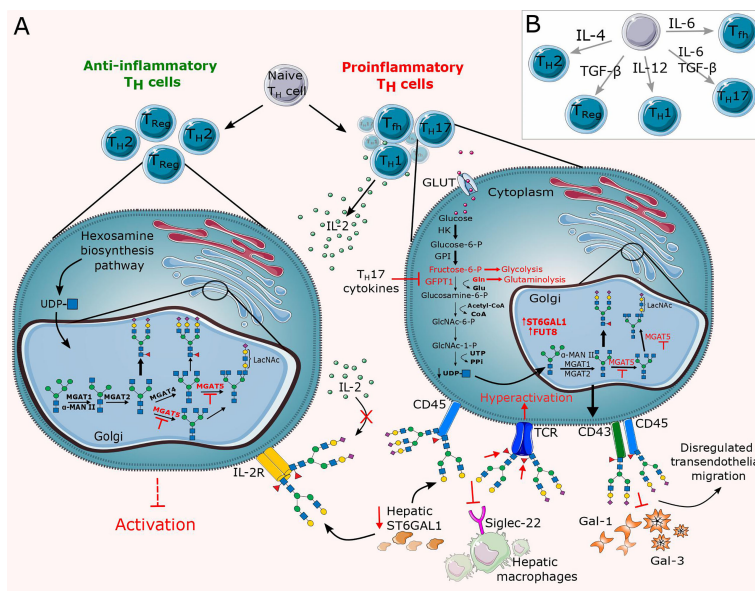 A
Anti-inflammatory
TH cells
Naive
TH cell
Proinflammatory
TH cells
TReg
TH2
TH2
TReg
Tfh
TH17
TH1
IL-2
B
IL-4
IL-6
Tfh
TH2
TGF-β
IL-12
IL-6
TGF-β
TH17
TReg
TH1
Hexosamine
biosynthesis
pathway
UDP-
LacNAc
MGAT1
α-MAN II
MGAT2
MGAT4
MGAT5
MGAT5
Golgi
Activation
IL-2R
IL-2
TH17
cytokines
GLUT
Cytoplasm
Glucose
HK
Glucose-6-P
GPI
Fructose-6-P
Glycolysis
GFPT1
Gln
Glu
Glutaminolysis
Glucosamine-6-P
Acetyl-CoA
CoA
GlcNAc-6-P
GlcNAc-1-P
UTP
PPi
UDP-
Golgi
↑ST6GAL1
↑FUT8
LacNAc
α-MAN II
MGAT1
MGAT2
MGAT5
MGAT5
Hyperactivation
CD45
TCR
CD43
CD45
Disregulated
transendothelial
migration
Hepatic
ST6GAL1
Siglec-22
Hepatic
macrophages
Gal-1
Gal-3